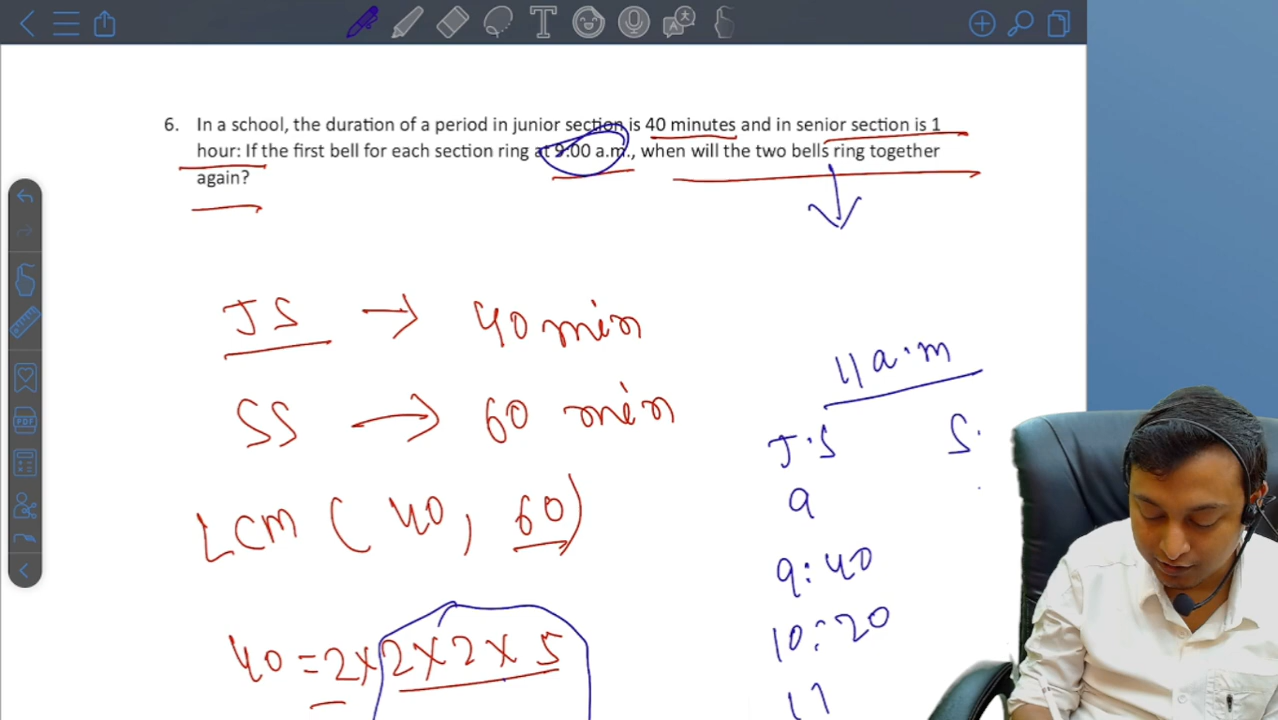 6. In a school, the duration of a period in junior section is 40 minutes and in senior section is 1
hour: If the first bell for each section ring at 9:00 a.m., when will the two bells ring together
again?
JS → 40 min
SS → 60 min
LCM ( 40, 60)
40 = 2 × 2 × 2 × 5
11 a.m
J.S S.
9
9:40
10:20
11